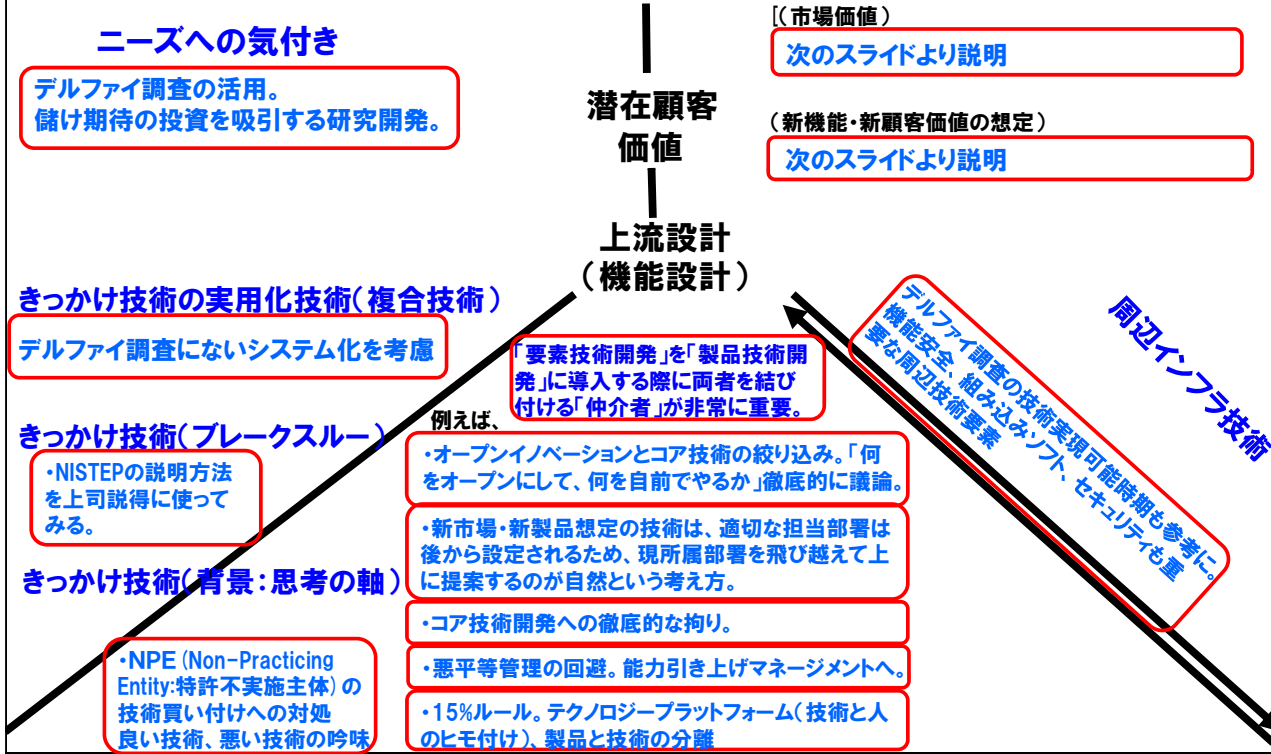 ニーズへの気付き
デルファイ調査の活用。
儲け期待の投資を吸引する研究開発。
潜在顧客
価値
[(市場価値)
次のスライドより説明
(新機能・新顧客価値の想定)
次のスライドより説明
上流設計
(機能設計)
きっかけ技術の実用化技術(複合技術)
デルファイ調査にないシステム化を考慮
きっかけ技術(ブレークスルー)
・NISTEPの説明方法
を上司説得に使って
みる。
きっかけ技術(背景:思考の軸)
・NPE(Non-Practicing
Entity:特許不実施主体)の
技術買い付けへの対処
良い技術、悪い技術の吟味
「要素技術開発」を「製品技術開
発」に導入する際に両者を結び
付ける「仲介者」が非常に重要。
例えば、
・オープンイノベーションとコア技術の絞り込み。「何
をオープンにして、何を自前でやるか」徹底的に議論。
・新市場・新製品想定の技術は、適切な担当部署は
後から設定されるため、現所属部署を飛び越えて上
に提案するのが自然という考え方。
・コア技術開発への徹底的な拘り。
・悪平等管理の回避。能力引き上げマネージメントへ。
・15%ルール。テクノロジープラットフォーム(技術と人
のヒモ付け)、製品と技術の分離
デルファイ調査の技術実現可能時期も参考に。
機能安全、組み込みソフト、セキュリティも重
要な周辺技術要素
周辺インフラ技術